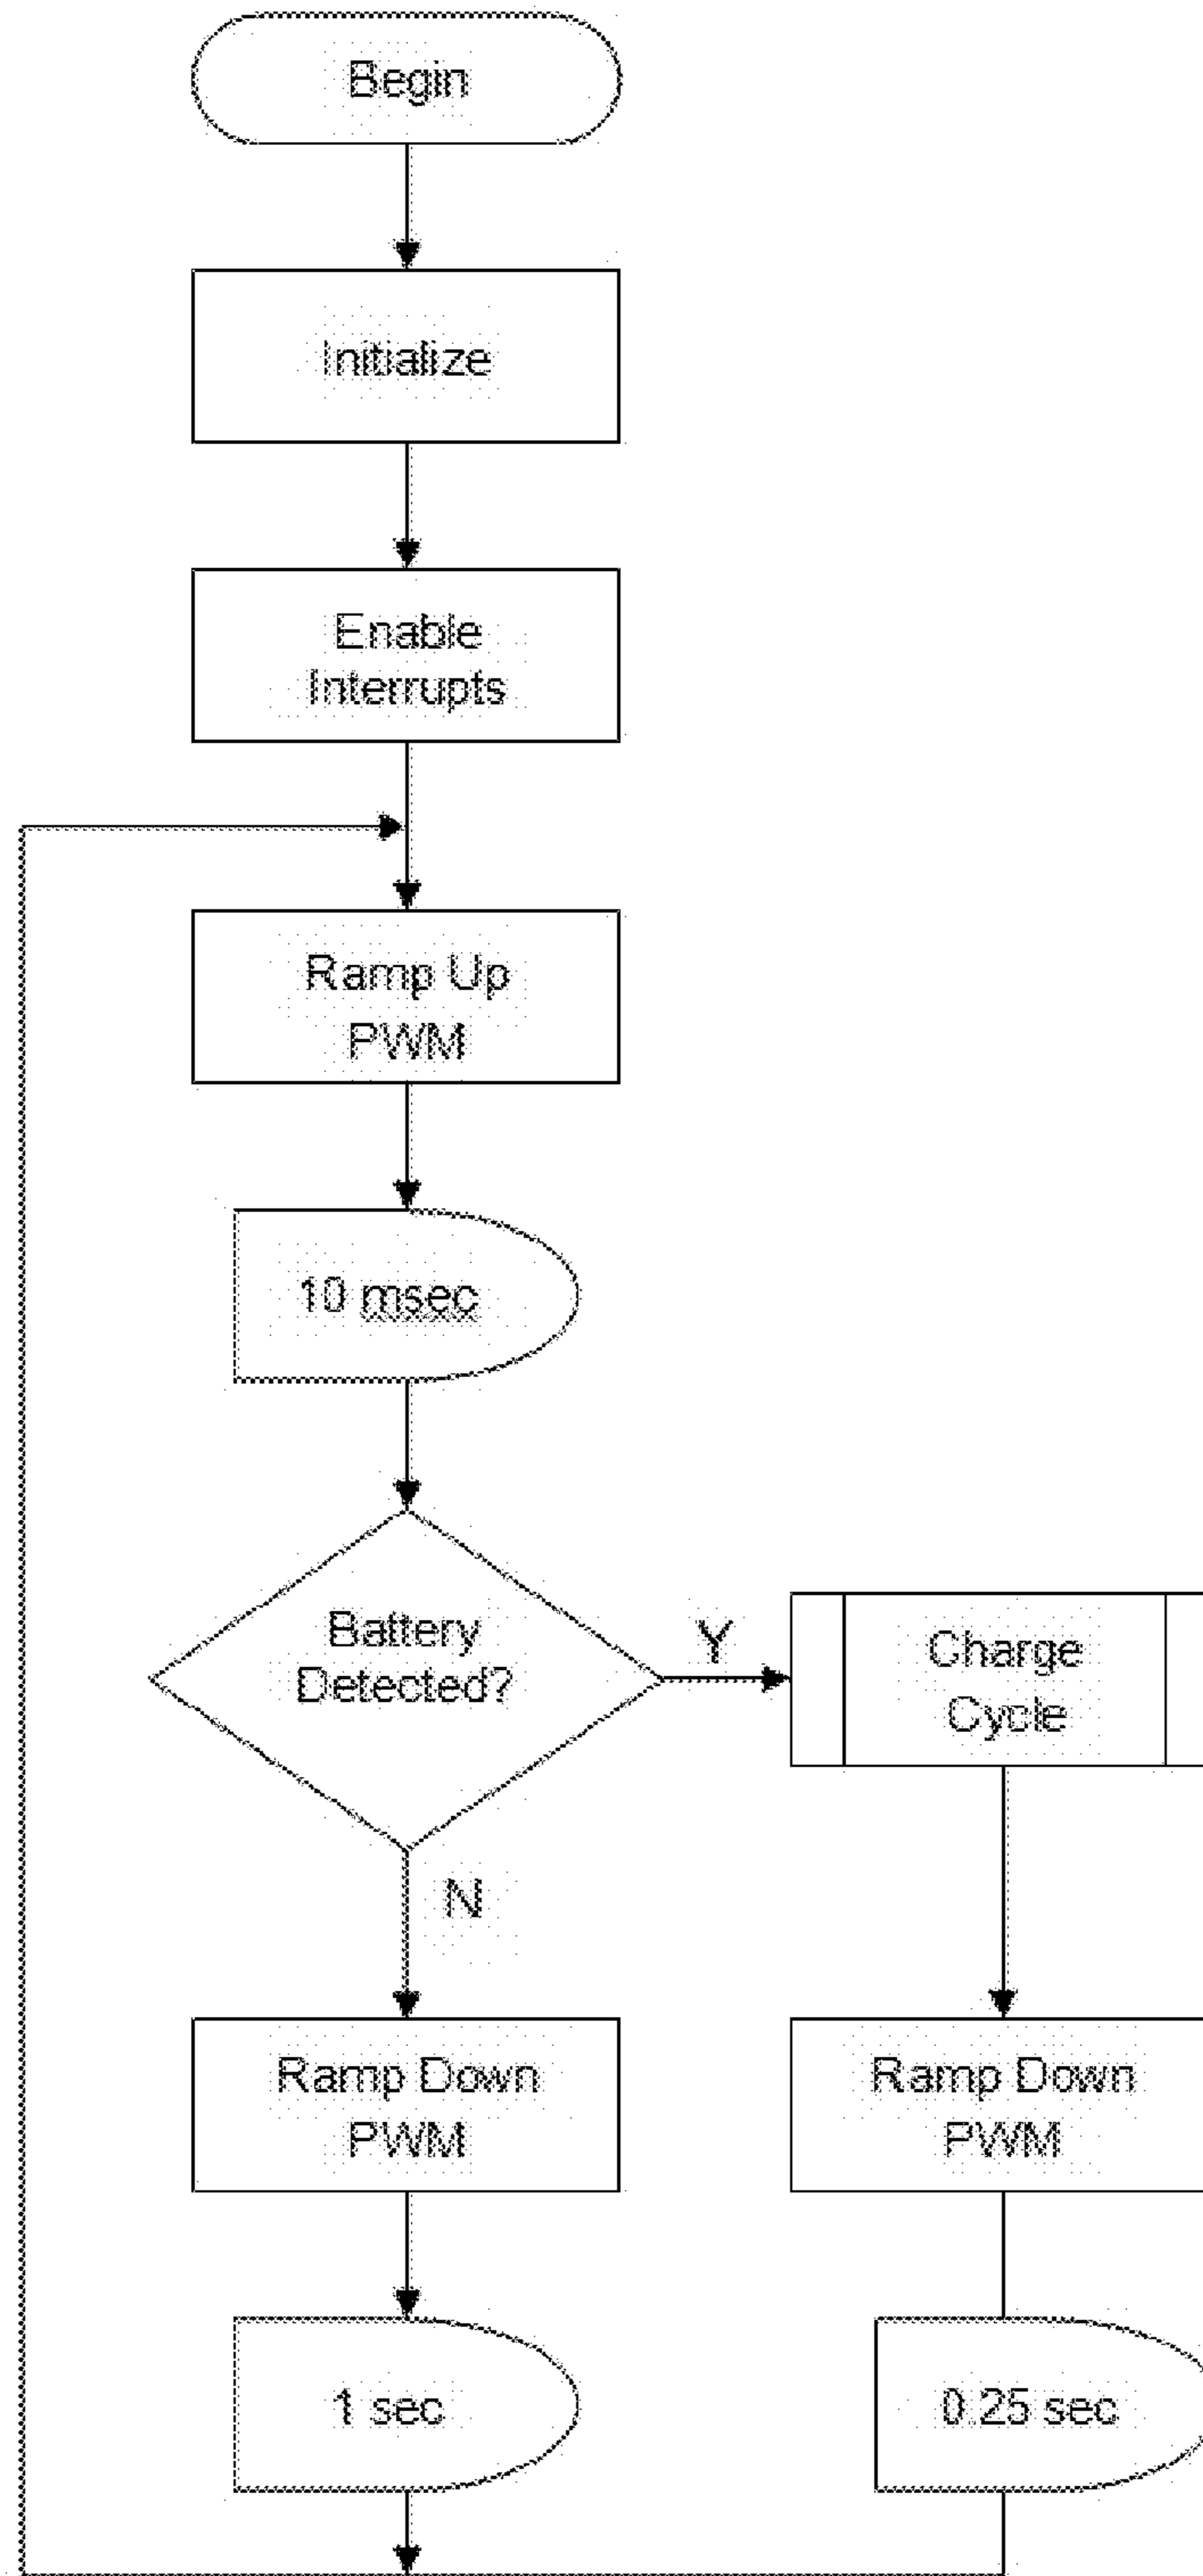 Begin
Initialize
Enable
Interrupts
Ramp Up
PWM
10 msec
Battery
Detected?
Y
Charge
Cycle
N
Ramp Down
PWM
Ramp Down
PWM
1 sec
0.25 sec